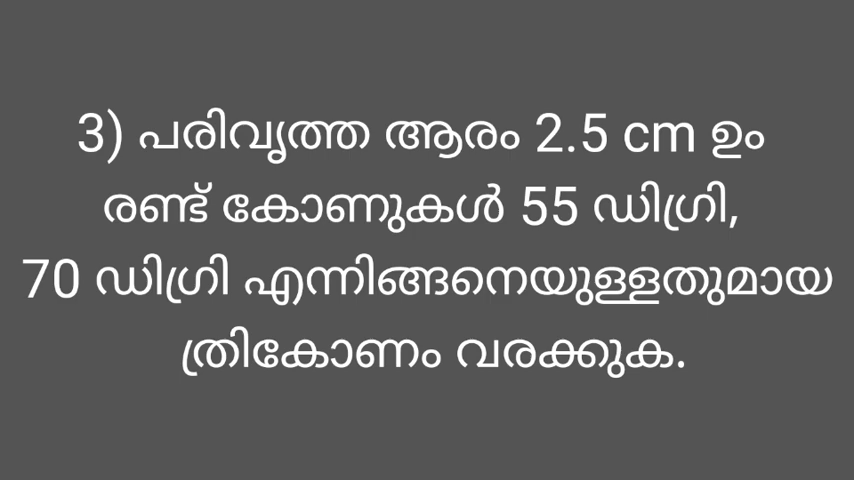 3) പരിവൃത്ത ആരം 2.5 cm ഉം
രണ്ട് കോണുകൾ 55 ഡിഗ്രി,
70 ഡിഗ്രി എന്നിങ്ങനെയുള്ളതുമായ
ത്രികോണം വരക്കുക.